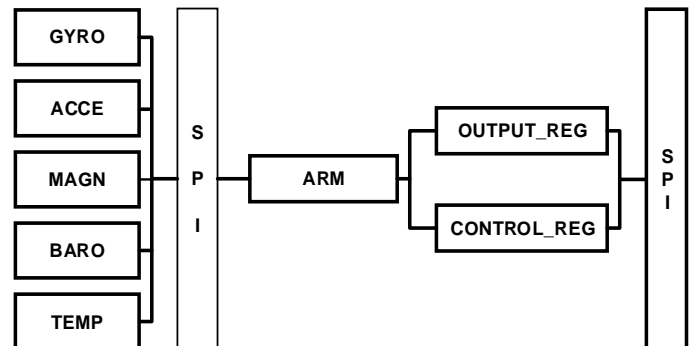 GYRO
ACCE
MAGN
BARO
TEMP
S
P
I
ARM
OUTPUT_REG
CONTROL_REG
S
P
I